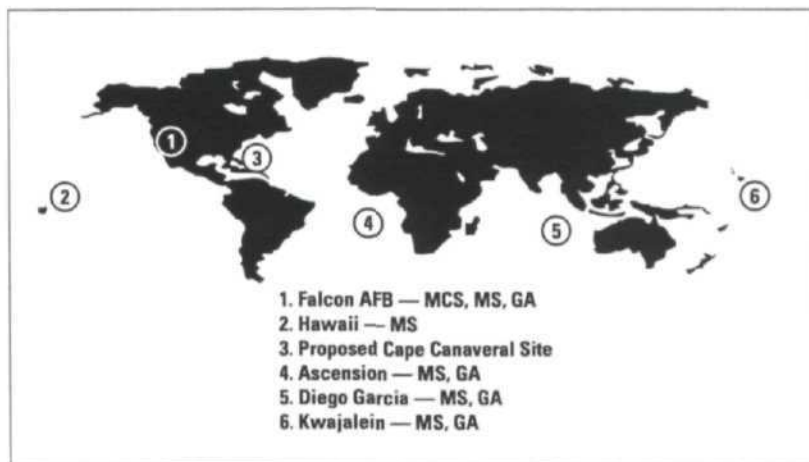 1
2
3
4
5
6
1. Falcon AFB — MCS, MS, GA
2. Hawaii — MS
3. Proposed Cape Canaveral Site
4. Ascension — MS, GA
5. Diego Garcia — MS, GA
6. Kwajalein — MS, GA